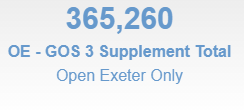 365,260
OE - GOS 3 Supplement Total
Open Exeter Only